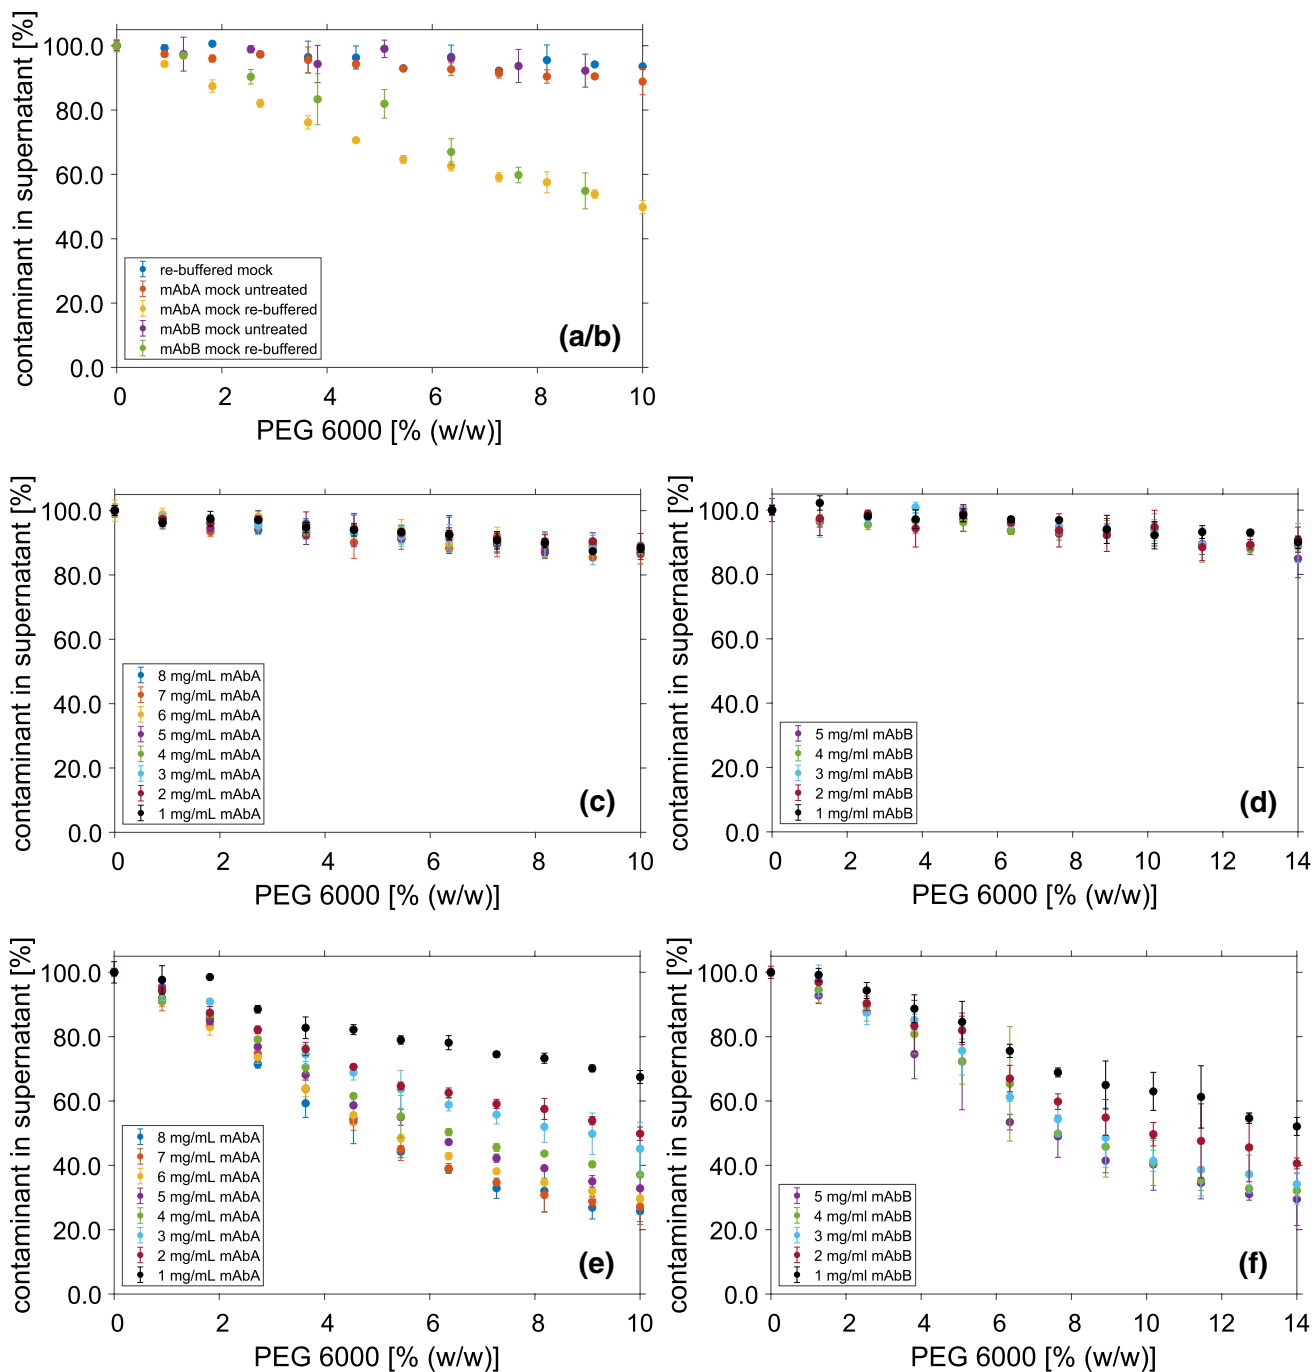 contaminant in supernatant [%]
100.0
80.0
60.0
40.0
20.0
0.0
re-buffered mock
mAbA mock untreated
mAbA mock re-buffered
mAbB mock untreated
mAbB mock re-buffered
(a/b)
0 2 4 6 8 10
PEG 6000 [% (w/w)]
contaminant in supernatant [%]
100.0
80.0
60.0
40.0
20.0
0.0
8 mg/mL mAbA
7 mg/mL mAbA
6 mg/mL mAbA
5 mg/mL mAbA
4 mg/mL mAbA
3 mg/mL mAbA
2 mg/mL mAbA
1 mg/mL mAbA
(c)
0 2 4 6 8 10
PEG 6000 [% (w/w)]
contaminant in supernatant [%]
100.0
80.0
60.0
40.0
20.0
0.0
5 mg/ml mAbB
4 mg/ml mAbB
3 mg/ml mAbB
2 mg/ml mAbB
1 mg/ml mAbB
(d)
0 2 4 6 8 10 12 14
PEG 6000 [% (w/w)]
contaminant in supernatant [%]
100.0
80.0
60.0
40.0
20.0
0.0
8 mg/mL mAbA
7 mg/mL mAbA
6 mg/mL mAbA
5 mg/mL mAbA
4 mg/mL mAbA
3 mg/mL mAbA
2 mg/mL mAbA
1 mg/mL mAbA
(e)
0 2 4 6 8 10
PEG 6000 [% (w/w)]
contaminant in supernatant [%]
100.0
80.0
60.0
40.0
20.0
0.0
5 mg/ml mAbB
4 mg/ml mAbB
3 mg/ml mAbB
2 mg/ml mAbB
1 mg/ml mAbB
(f)
0 2 4 6 8 10 12 14
PEG 6000 [% (w/w)]